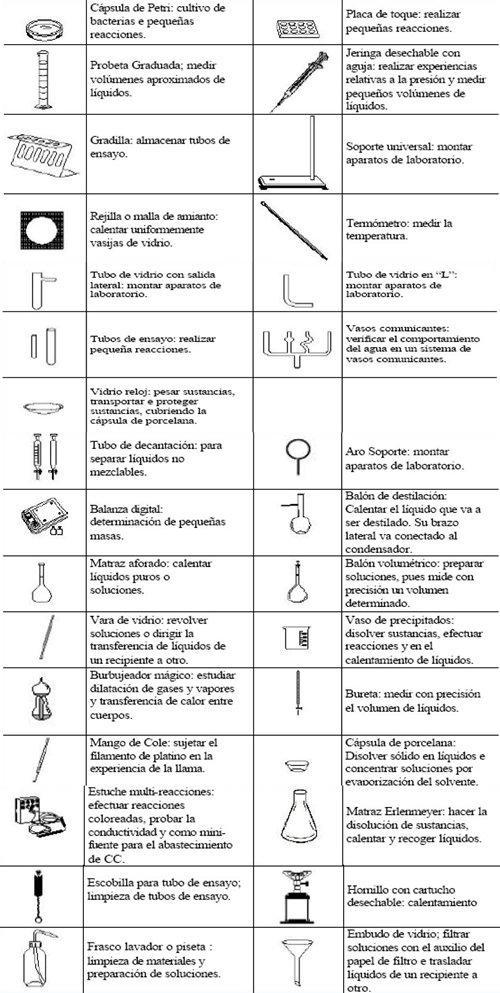 Cápsula de Petri: cultivo de
bacterias e pequeñas
reacciones.
Placa de toque: realizar
pequeñas reacciones.
Probeta Graduada; medir
volúmenes aproximados de
líquidos.
Jeringa desechable con
aguja: realizar experiencias
relativas a la presión y medir
pequeños volúmenes de
líquidos.
Gradilla: almacenar tubos de
ensayo.
Soporte universal: montar
aparatos de laboratorio.
Rejilla o malla de amianto:
calentar uniformemente
vasijas de vidrio.
Termómetro: medir la
temperatura.
Tubo de vidrio con salida
lateral: montar aparatos de
laboratorio.
Tubo de vidrio en “L”:
montar aparatos de
laboratorio.
Tubos de ensayo: realizar
pequeña reacciones.
Vasos comunicantes:
verificar el comportamiento
del agua en un sistema de
vasos comunicantes.
Vidrio reloj: pesar sustancias,
transportar e proteger
sustancias, cubriendo la
cápsula de porcelana.
Tubo de decantación: para
separar líquidos no
mezclables.
Aro Soporte: montar
aparatos de laboratorio.
Balanza digital:
determinación de pequeñas
masas.
Balón de destilación:
Calentar el líquido que va a
ser destilado. Su brazo
lateral va conectado al
condensador.
Matraz aforado: calentar
líquidos puros o
soluciones.
Balón volumétrico: preparar
soluciones, pues mide con
precisión un volumen
determinado.
Vara de vidrio: revolver
soluciones o dirigir la
transferencia de líquidos de
un recipiente a otro.
Vaso de precipitados:
disolver sustancias, efectuar
reacciones y en el
calentamiento de líquidos.
Burbujeador mágico: estudiar
dilatación de gases y vapores
y transferencia de calor entre
cuerpos.
Bureta: medir con precisión
el volumen de líquidos.
Mango de Cole: sujetar el
filamento de platino en la
experiencia de la llama.
Cápsula de porcelana:
Disolver sólido en líquidos e
concentrar soluciones por
evaporización del solvente.
Estuche multi-reacciones:
efectuar reacciones
coloreadas, probar la
conductividad y como mini-
fuente para el abastecimiento
de CC.
Matraz Erlenmeyer: hacer la
disolución de sustancias,
calentar y recoger líquidos.
Escobilla para tubo de ensayo;
limpieza de tubos de ensayo.
Hornillo con cartucho
desechable: calentamiento
Frasco lavador o piseta :
limpieza de materiales y
preparación de soluciones.
Embudo de vidrio; filtrar
soluciones con el auxilio del
papel de filtro e trasladar
líquidos de un recipiente a
otro.